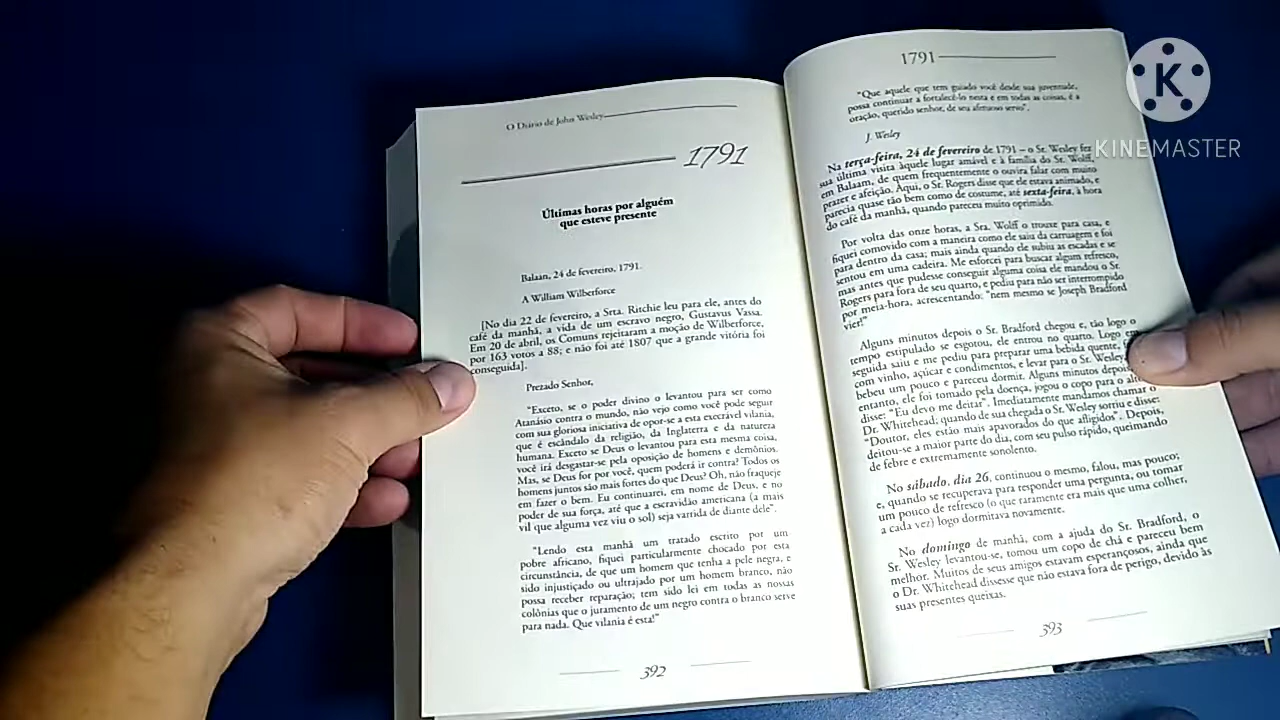 O Diário de John Wesley
1791
Últimas horas por alguém
que esteve presente
Balaan, 24 de fevereiro, 1791.
A William Wilberforce
[No dia 22 de fevereiro, a Srta. Ritchie leu para ele, antes do
café da manhã, a vida de um escravo negro, Gustavus Vassa.
Em 20 de abril, os Comuns rejeitaram a moção de Wilberforce,
por 163 votos a 88; e não foi até 1807 que a grande vitória foi
conseguida].
Prezado Senhor,
"Exceto, se o poder divino o levantou para ser como
Atanásio contra o mundo, não vejo como você pode seguir
com sua gloriosa iniciativa de opor-se a esta execrável vilania,
que é escândalo da religião, da Inglaterra e da natureza
humana. Exceto se Deus o levantou para esta mesma coisa,
você irá desgastar-se pela oposição de homens e demônios.
Mas, se Deus for por você, quem poderá ir contra? Todos os
homens juntos são mais fortes do que Deus? Oh, não fraqueje
em fazer o bem. Eu continuarei, em nome de Deus, e no
poder de sua força, até que a escravidão americana (a mais
vil que alguma vez viu o sol) seja varrida de diante dele".
"Lendo esta manhã um tratado escrito por um
pobre africano, fiquei particularmente chocado por esta
circunstância, de que um homem que tenha a pele negra, e
sido injustiçado ou ultrajado por um homem branco, não
possa receber reparação; tem sido lei em todas as nossas
colônias que o juramento de um negro contra o branco serve
para nada. Que vilania é esta!"
392
1791
"Que aquele que tem guiado você desde sua juventude,
possa continuar a fortalecê-lo nesta e em todas as coisas, é a
oração, querido senhor, de seu afetuoso servo".
J. Wesley
Na terça-feira, 24 de fevereiro de 1791 – o Sr. Wesley fez
sua última visita àquele lugar amável e à família do Sr. Wolff,
em Balaam, de quem frequentemente o ouvira falar com muito
prazer e afeição. Aqui, o Sr. Rogers disse que ele estava animado, e
parecia quase tão bem como de costume, até sexta-feira, à hora
do café da manhã, quando pareceu muito oprimido.
Por volta das onze horas, a Sra. Wolff o trouxe para casa, e
fiquei comovido com a maneira como ele saiu da carruagem e foi
para dentro da casa; mais ainda quando ele subiu as escadas e se
sentou em uma cadeira. Me esforcei para buscar algum refresco,
mas antes que pudesse conseguir alguma coisa ele mandou o Sr.
Rogers para fora de seu quarto, e pediu para não ser interrompido
por meia-hora, acrescentando: "nem mesmo se Joseph Bradford
vier!"
Alguns minutos depois o Sr. Bradford chegou e, tão logo o
tempo estipulado se esgotou, ele entrou no quarto. Logo em
seguida saiu e me pediu para preparar uma bebida quente,
com vinho, açúcar e condimentos, e levar para o Sr. Wesley.
bebeu um pouco e pareceu dormir. Alguns minutos depois,
entanto, ele foi tomado pela doença, jogou o copo para o alto e
disse: "Eu devo me deitar". Imediatamente mandamos chamar o
Dr. Whitehead; quando de sua chegada o Sr. Wesley sorriu e disse:
"Doutor, eles estão mais apavorados do que afligidos". Depois,
deitou-se a maior parte do dia, com seu pulso rápido, queimando
de febre e extremamente sonolento.
No sábado, dia 26, continuou o mesmo, falou, mas pouco;
e, quando se recuperava para responder uma pergunta, ou tomar
um pouco de refresco (o que raramente era mais que uma colher,
a cada vez) logo dormitava novamente.
No domingo de manhã, com a ajuda do Sr. Bradford, o
Sr. Wesley levantou-se, tomou um copo de chá e pareceu bem
melhor. Muitos de seus amigos estavam esperançosos, ainda que
o Dr. Whitehead dissesse que não estava fora de perigo, devido às
suas presentes queixas.
393
K
KINEMASTER